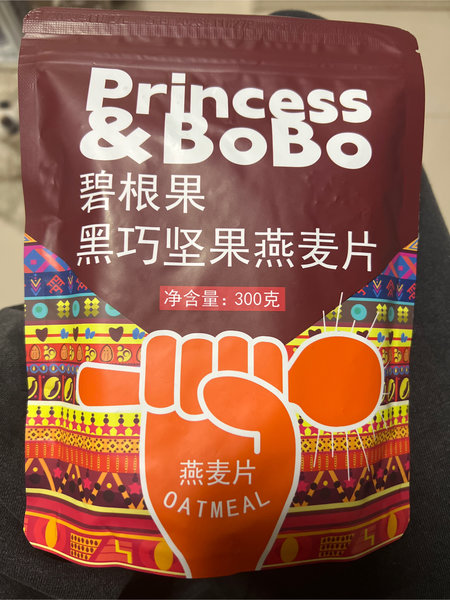 Princess
&BoBo
碧根果
黑巧坚果燕麦片
净含量：300克
燕麦片
OATMEAL